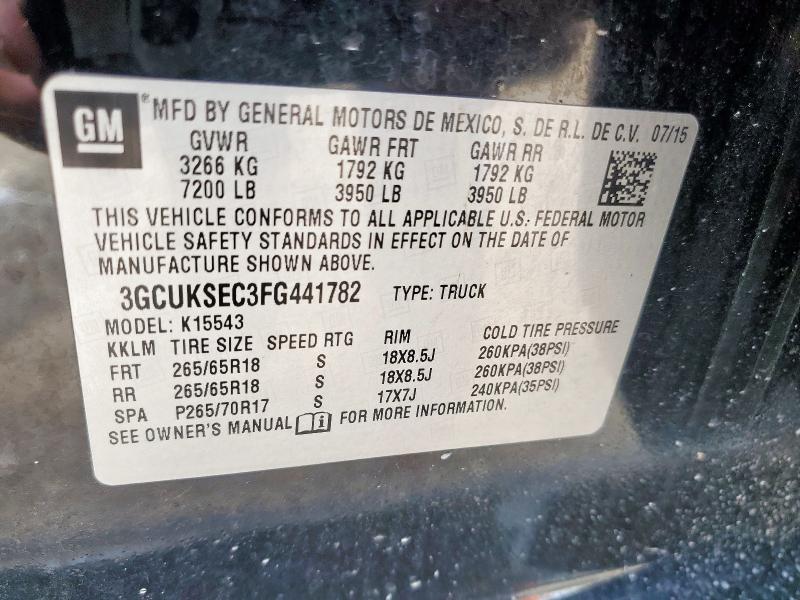 GM ® MFD BY GENERAL MOTORS DE MEXICO, S. DE R.L. DE C.V. 07/15
GVWR GAWR FRT GAWR RR
3266 KG 1792 KG 1792 KG
7200 LB 3950 LB 3950 LB
THIS VEHICLE CONFORMS TO ALL APPLICABLE U.S. FEDERAL MOTOR
VEHICLE SAFETY STANDARDS IN EFFECT ON THE DATE OF
MANUFACTURE SHOWN ABOVE.
3GCUKSEC3FG441782 TYPE: TRUCK
MODEL: K15543
KKLM TIRE SIZE SPEED RTG RIM COLD TIRE PRESSURE
FRT 265/65R18 S 18X8.5J 260KPA(38PSI)
RR 265/65R18 S 18X8.5J 260KPA(38PSI)
SPA P265/70R17 S 17X7J 240KPA(35PSI)
SEE OWNER'S MANUAL FOR MORE INFORMATION.